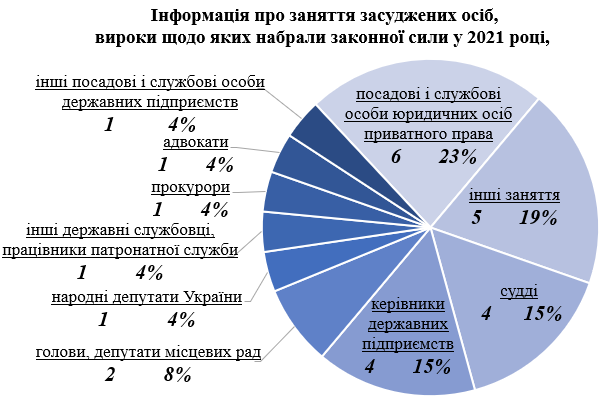 Інформація про заняття засуджених осіб,
вироки щодо яких набрали законної сили у 2021 році,
посадові і службові
особи юридичних осіб
приватного права
6 23%
інші заняття
5 19%
судді
4 15%
керівники
державних
підприємств
4 15%
голови, депутати місцевих рад
2 8%
народні депутати України
1 4%
інші державні службовці,
працівники патронатної служби
1 4%
прокурори
1 4%
адвокати
1 4%
інші посадові і службові особи
державних підприємств
1 4%